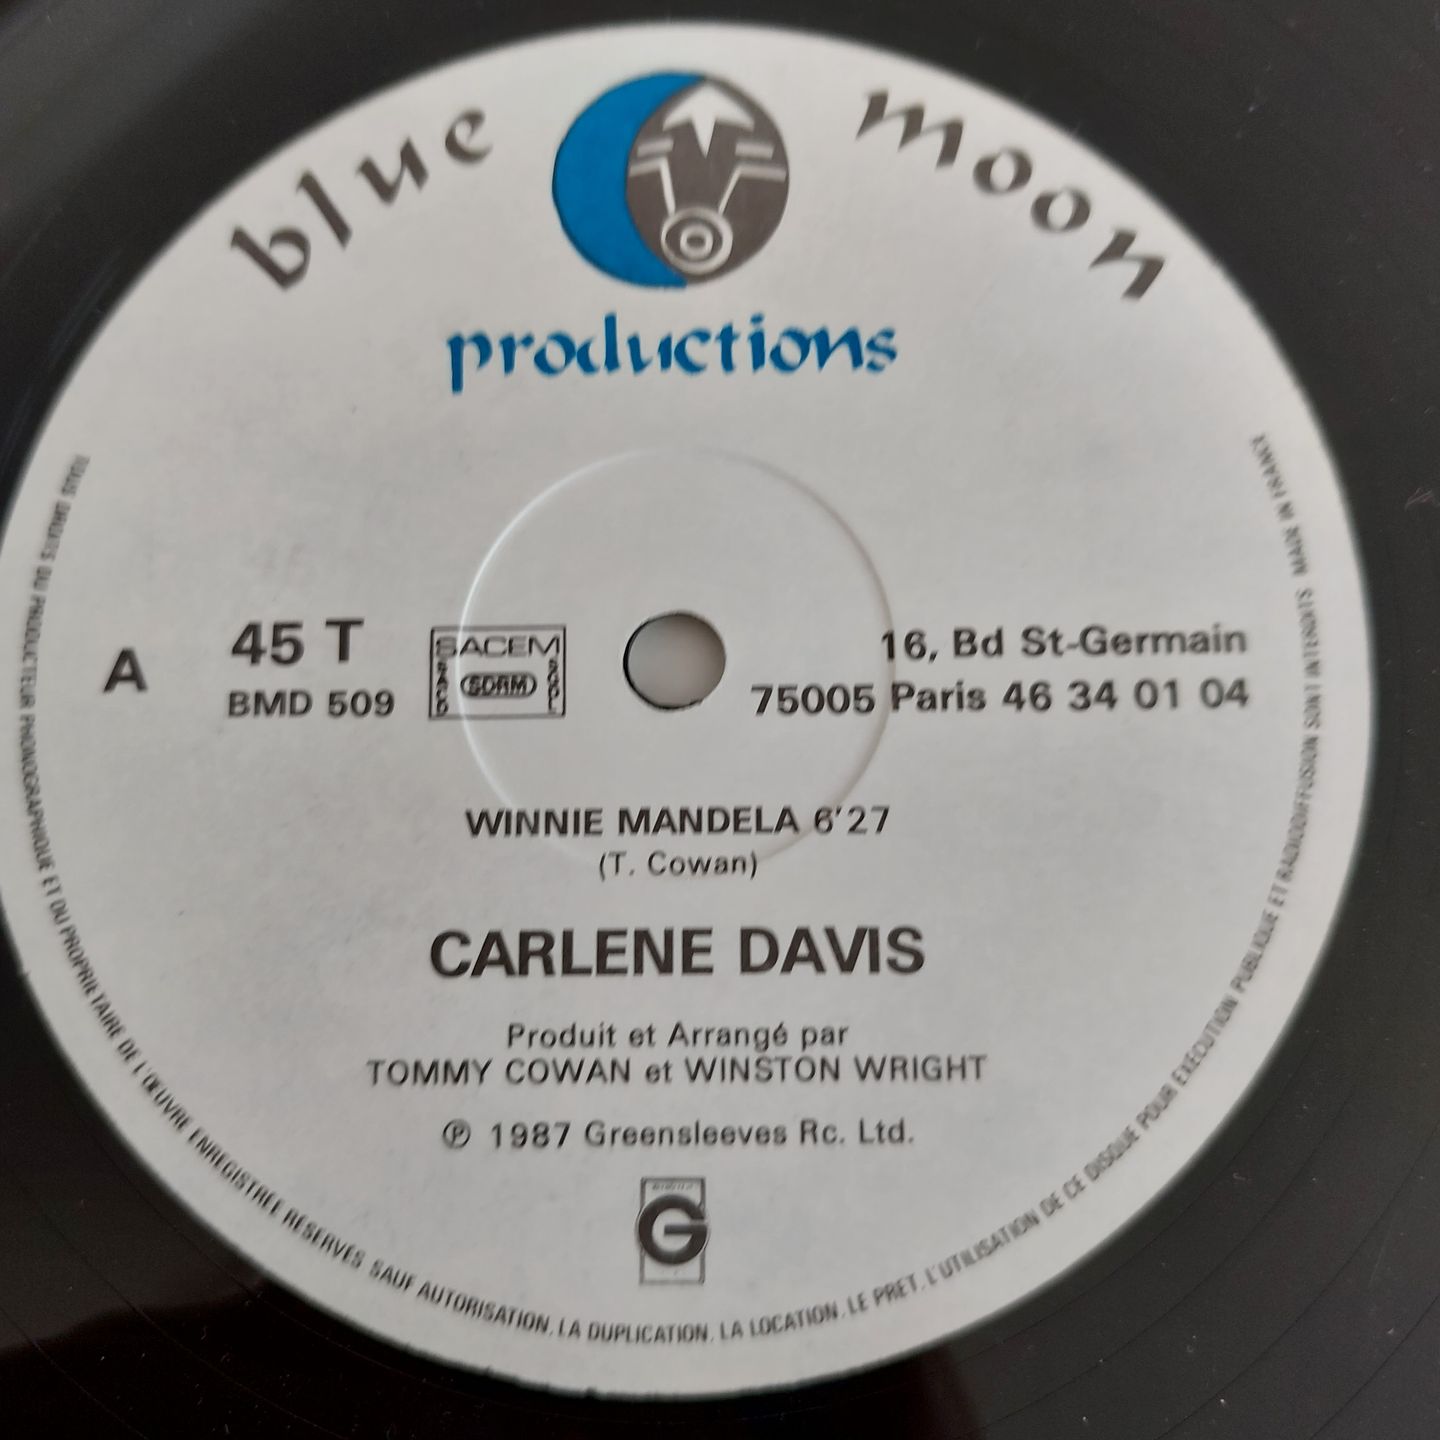 blue moon
productions
A
45 T
BMD 509
SACEM
SACD
SDRM
SGDL
16, Bd St-Germain
75005 Paris 46 34 01 04
WINNIE MANDELA 6'27
(T. Cowan)
CARLENE DAVIS
Produit et Arrangé par
TOMMY COWAN et WINSTON WRIGHT
℗ 1987 Greensleeves Rc. Ltd.
G
TOUS DROITS DU PRODUCTEUR PHONOGRAPHIQUE ET DU PROPRIETAIRE DE L'ŒUVRE ENREGISTREE RESERVES SAUF AUTORISATION, LA DUPLICATION, LA LOCATION, LE PRET, L'UTILISATION DE CE DISQUE POUR EXECUTION PUBLIQUE ET RADIODIFFUSION SONT INTERDITS MADE IN FRANCE